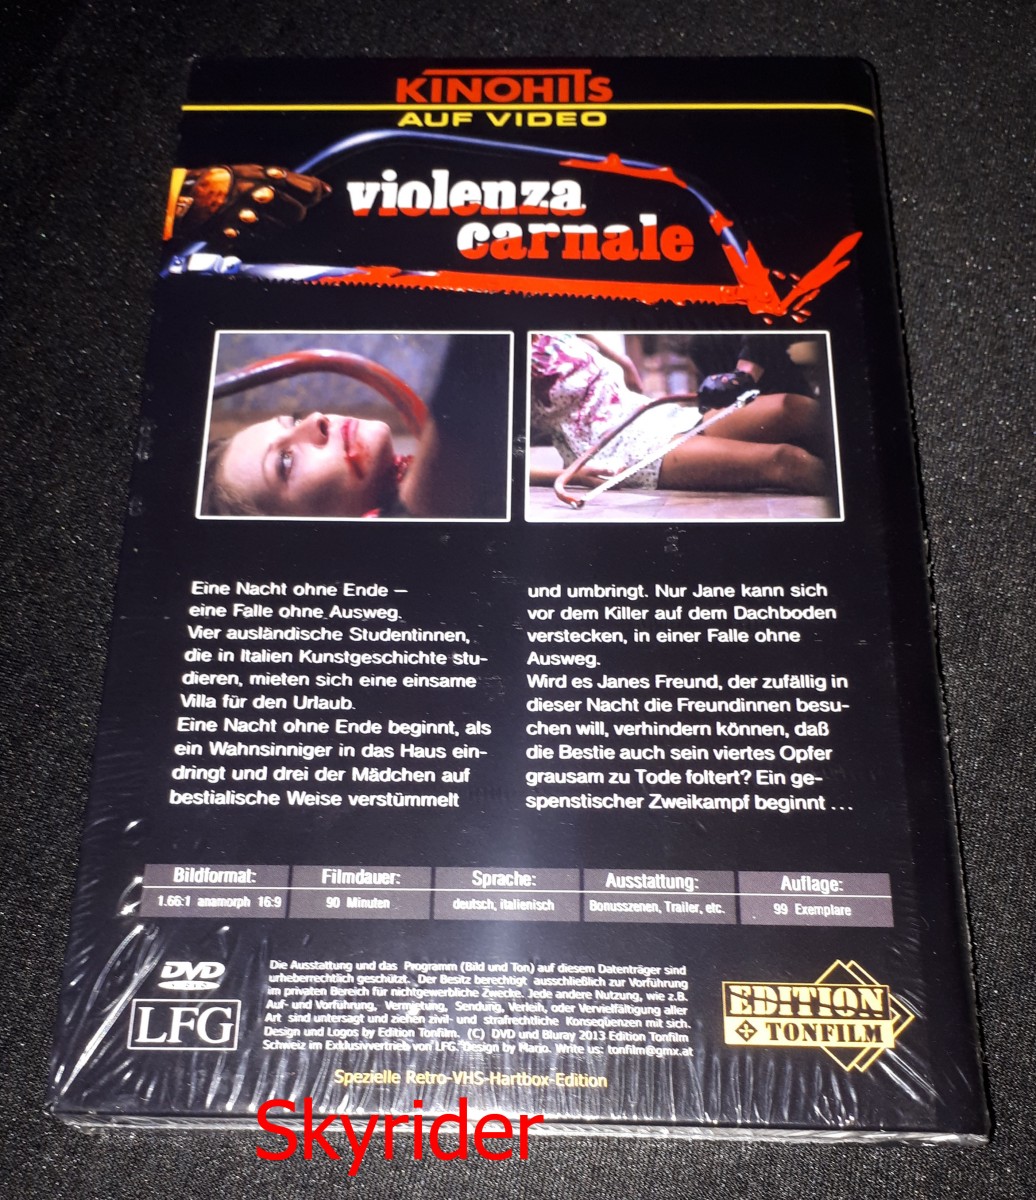 KINOHITS
AUF VIDEO
violenza
carnale
Eine Nacht ohne Ende –
eine Falle ohne Ausweg.
Vier ausländische Studentinnen,
die in Italien Kunstgeschichte stu-
dieren, mieten sich eine einsame
Villa für den Urlaub.
Eine Nacht ohne Ende beginnt, als
ein Wahnsinniger in das Haus ein-
dringt und drei der Mädchen auf
bestialische Weise verstümmelt
und umbringt. Nur Jane kann sich
vor dem Killer auf dem Dachboden
verstecken, in einer Falle ohne
Ausweg.
Wird es Janes Freund, der zufällig in
dieser Nacht die Freundinnen besu-
chen will, verhindern können, daß
die Bestie auch sein viertes Opfer
grausam zu Tode foltert? Ein ge-
spenstischer Zweikampf beginnt ...
Bildformat:
1.66:1 anamorph 16:9
Filmdauer:
90 Minuten
Sprache:
deutsch, italienisch
Ausstattung:
Bonusszenen, Trailer, etc.
Auflage:
99 Exemplare
DVD
LFG
Die Ausstattung und das Programm (Bild und Ton) auf diesem Datenträger sind
urheberrechtlich geschützt. Der Besitz berechtigt ausschließlich zur Vorführung
im privaten Bereich für nichtgewerbliche Zwecke. Jede andere Nutzung, wie z.B.
Auf- und Vorführung, Vermietung, Sendung, Verleih, oder Vervielfältigung aller
Art sind untersagt und ziehen zivil- und strafrechtliche Konsequenzen mit sich.
Design und Logos by Edition Tonfilm. (C) DVD und Bluray 2013 Edition Tonfilm
Schweiz im Exklusivvertrieb von LFG. Design by Mario. Write us: tonfilm@gmx.at
Spezielle Retro-VHS-Hartbox-Edition
EDITION
TONFILM
Skyrider